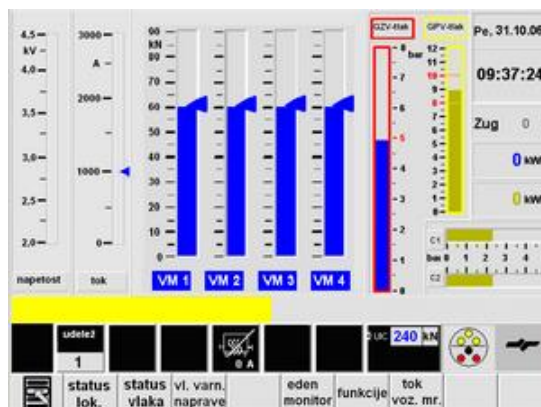 4,5
kV
4,0
3,5
3,0
2,5
2,0
napetost
3000
A
2000
1000
0
tok
90
kN
80
70
60
50
40
30
20
10
0
VM 1
VM 2
VM 3
VM 4
GZV-tlak
8
bar
7
6
5
4
3
2
1
0
GPV-tlak
12
11
10
9
8
7
6
5
4
3
2
1
0
Pe, 31.10.06
09:37:24
Zug 0
0 kW
0 kW
C1
bar 0 1 2 3 4
C2
udelež
1
0 A
UIC 240 kN
status
lok.
status
vlaka
vl. varn.
naprave
eden
monitor
funkcije
tok
voz. mr.